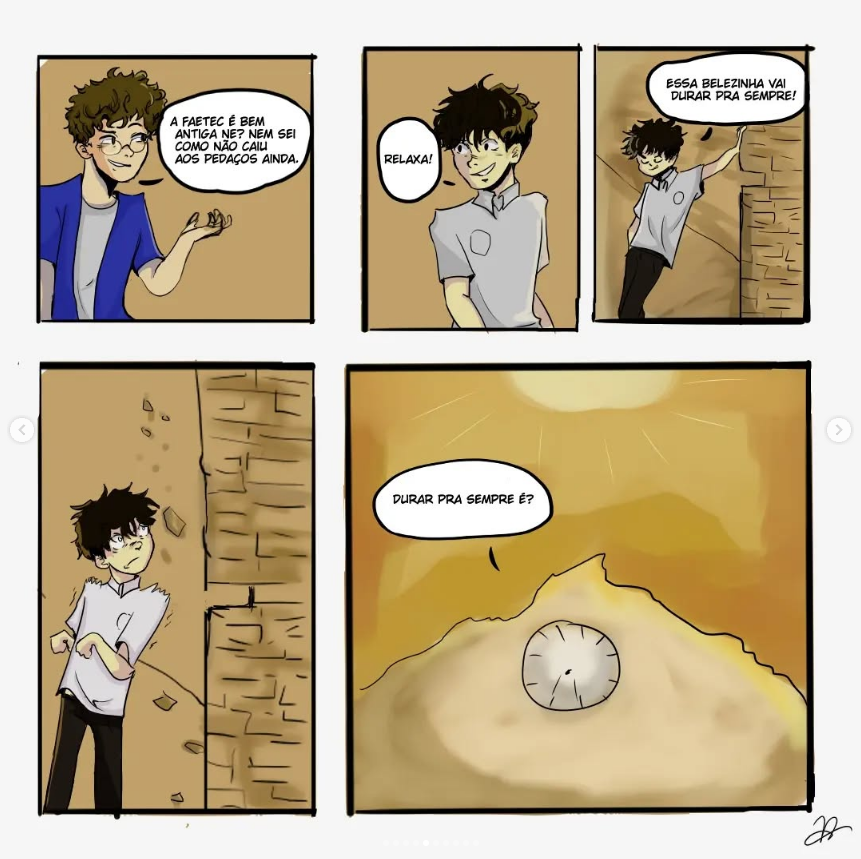 A FAETEC É BEM
ANTIGA NE? NEM SEI
COMO NÃO CAIU
AOS PEDAÇOS AINDA.
RELAXA!
ESSA BELEZINHA VAI
DURAR PRA SEMPRE!
DURAR PRA SEMPRE É?